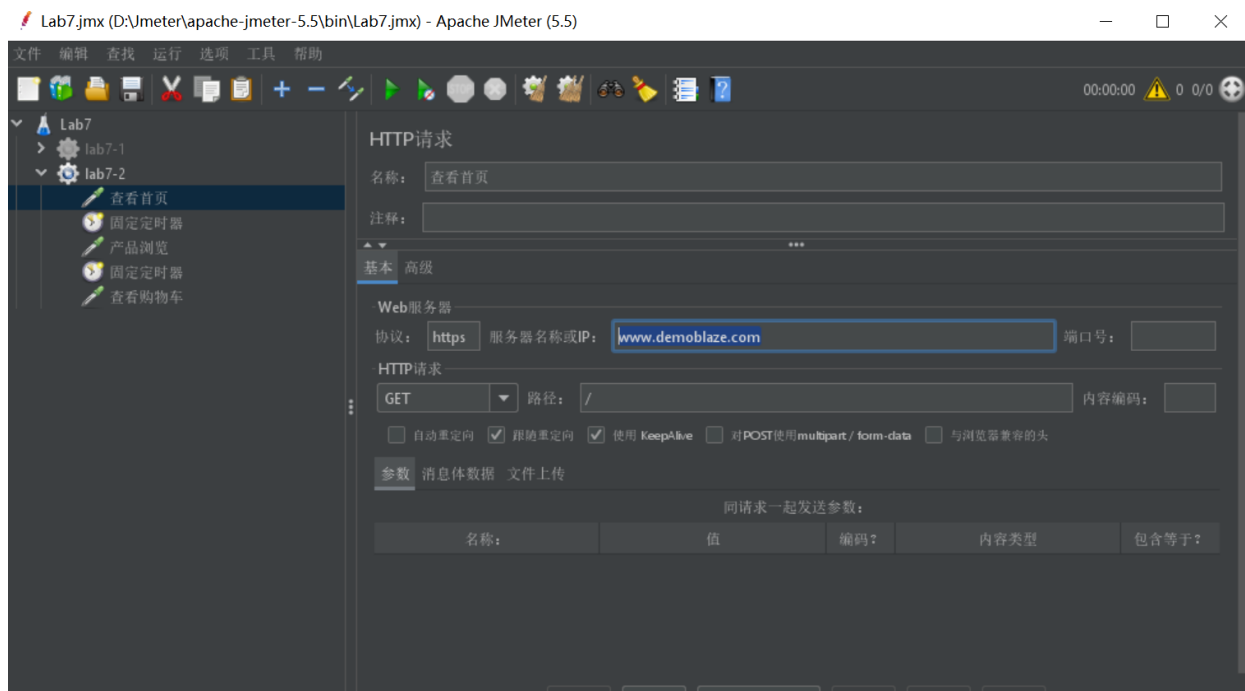 Lab7.jmx (D:\Jmeter\apache-jmeter-5.5\bin\Lab7.jmx) - Apache JMeter (5.5)
文件 编辑 查找 运行 选项 工具 帮助
STOP
00:00:00 0 0/0
Lab7
lab7-1
lab7-2
查看首页
固定定时器
产品浏览
固定定时器
查看购物车
HTTP请求
名称: 查看首页
注释:
基本 高级
Web服务器
协议: https 服务器名称或IP: www.demoblaze.com 端口号:
HTTP请求
GET 路径: / 内容编码:
自动重定向 跟随重定向 使用 KeepAlive 对POST使用multipart / form-data 与浏览器兼容的头
参数 消息体数据 文件上传
同请求一起发送参数:
名称: 值 编码? 内容类型 包含等于?